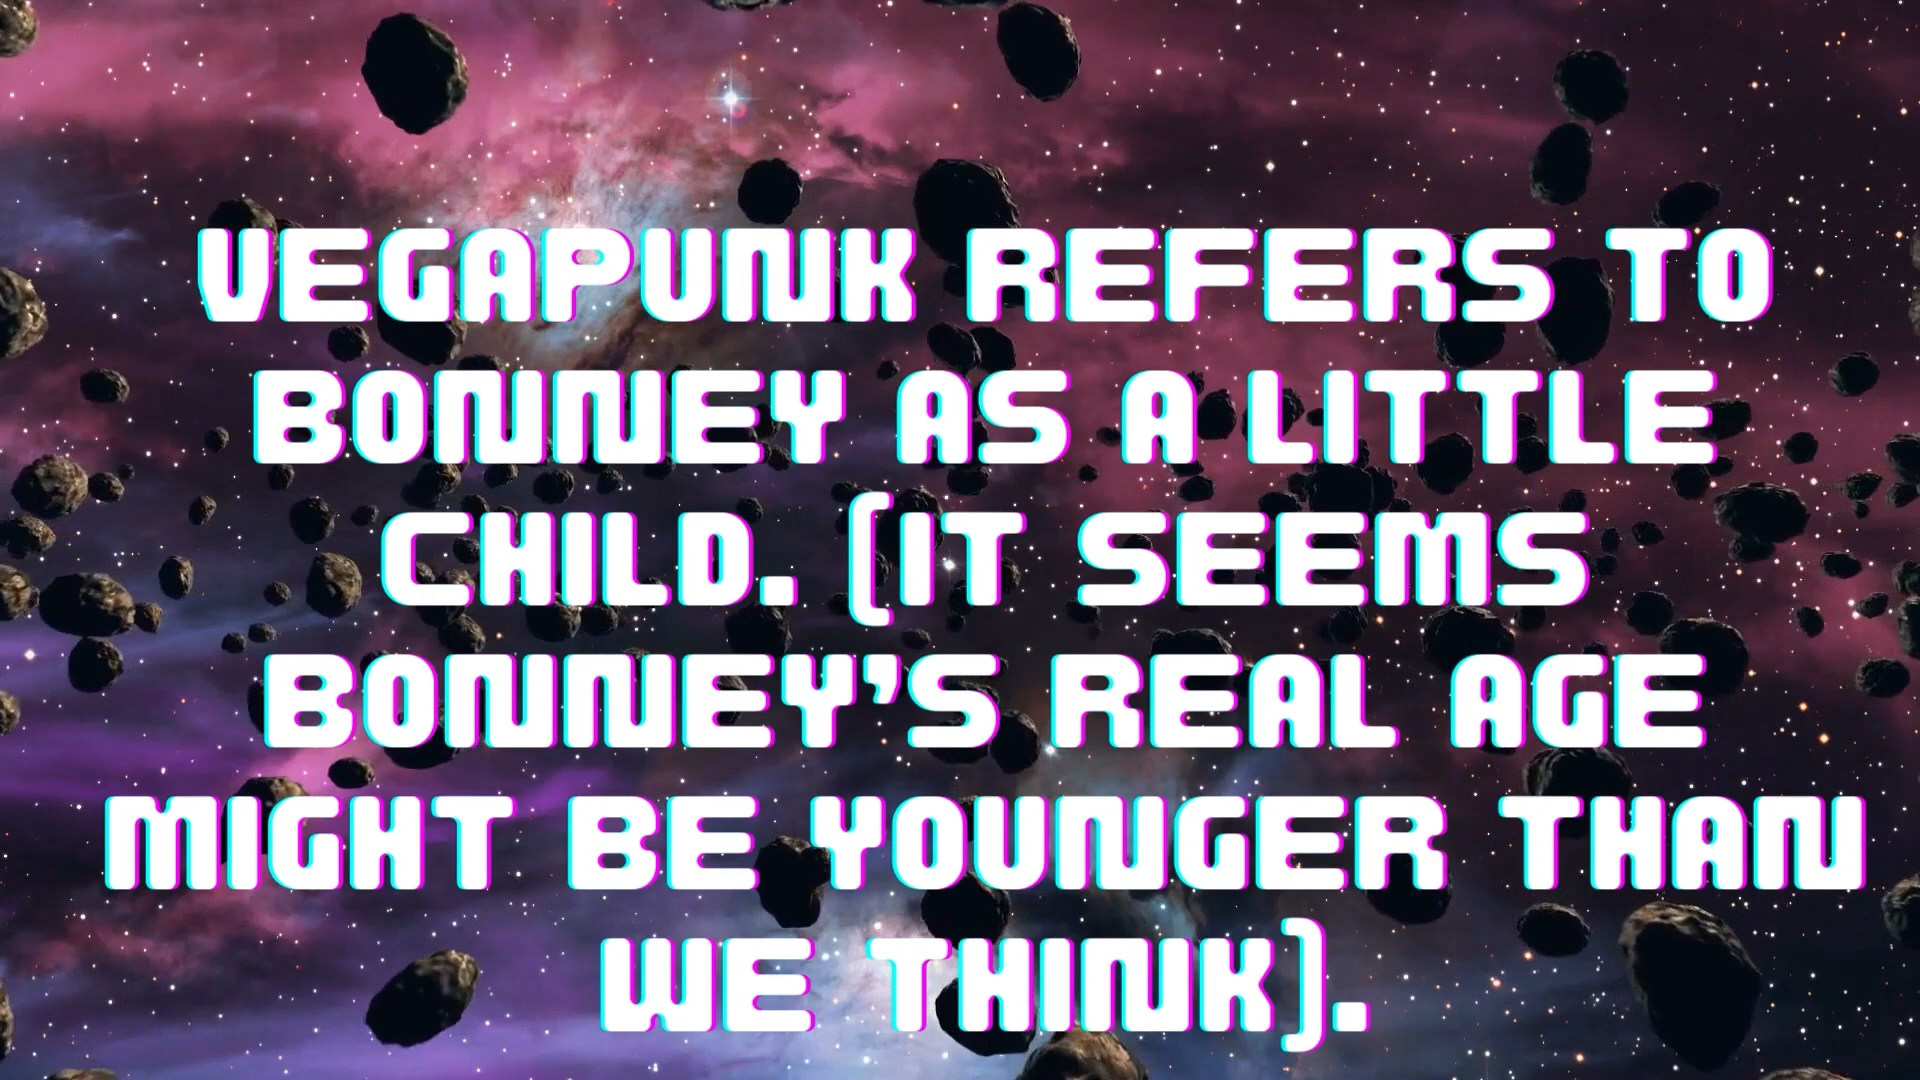 VEGAPUNK REFERS TO
BONNEY AS A LITTLE
CHILD. (IT SEEMS
BONNEY'S REAL AGE
MIGHT BE YOUNGER THAN
WE THINK).